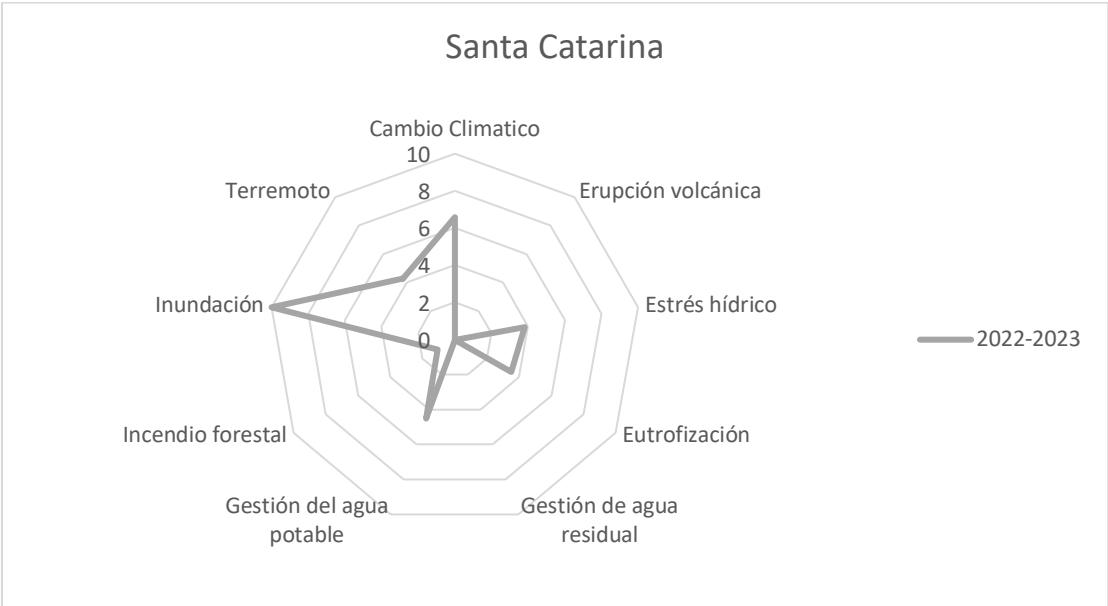 Santa Catarina
Cambio Climatico
Erupción volcánica
Estrés hídrico
Eutrofización
Gestión de agua
residual
Gestión del agua
potable
Incendio forestal
Inundación
Terremoto
10
8
6
4
2
0
2022-2023